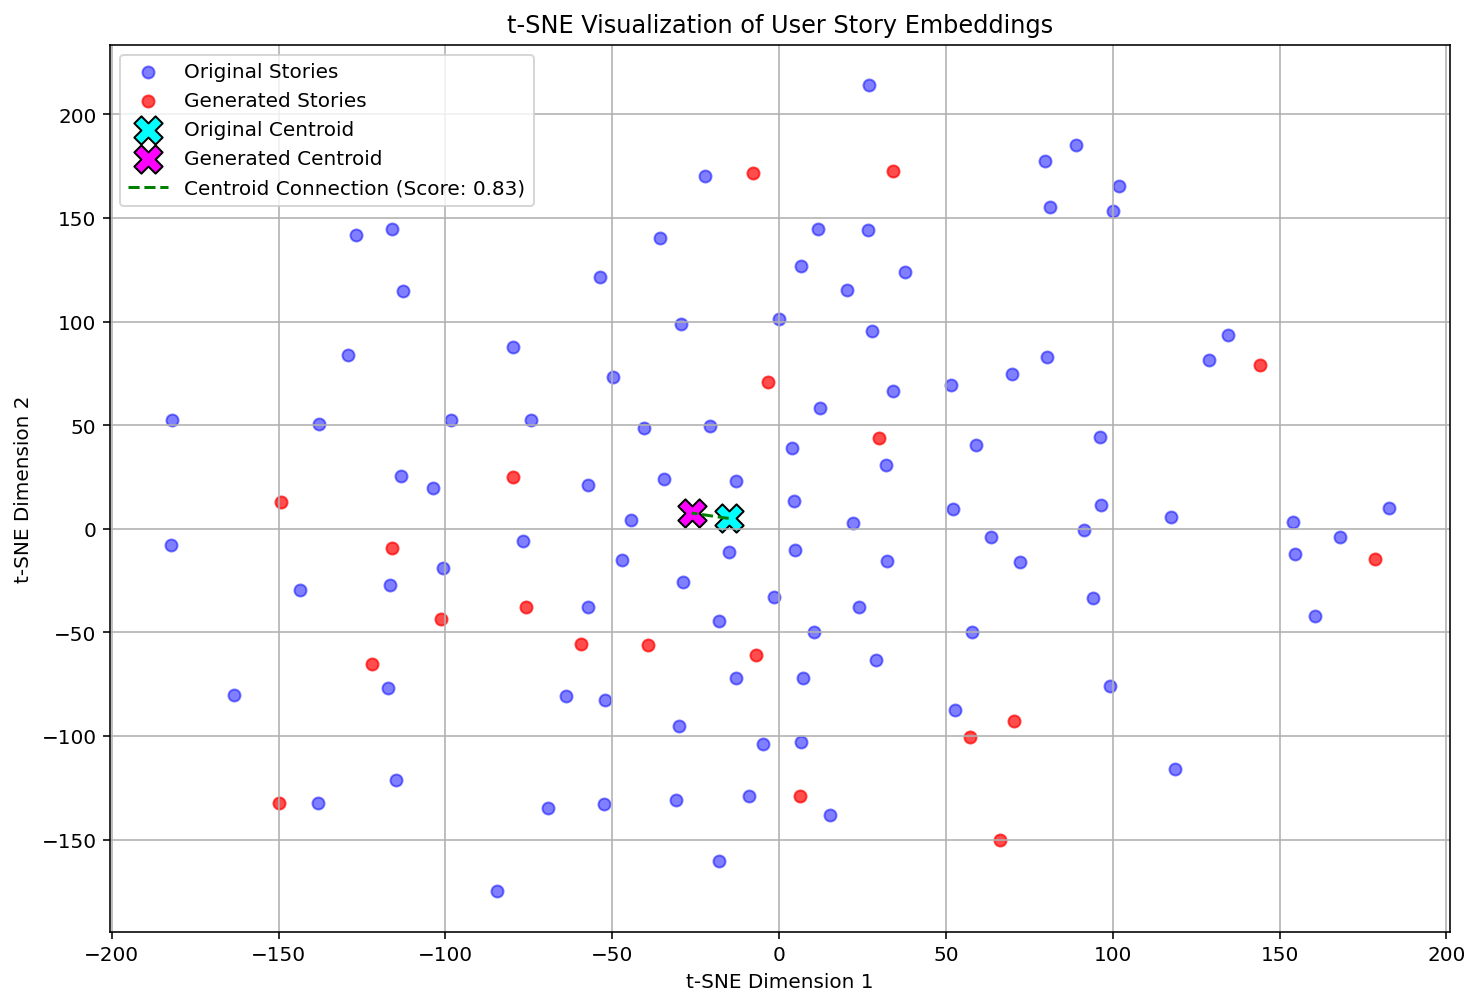 t-SNE Visualization of User Story Embeddings
Original Stories
Generated Stories
Original Centroid
Generated Centroid
Centroid Connection (Score: 0.83)
200
150
100
50
0
−50
−100
−150
t-SNE Dimension 2
−200 −150 −100 −50 0 50 100 150 200
t-SNE Dimension 1